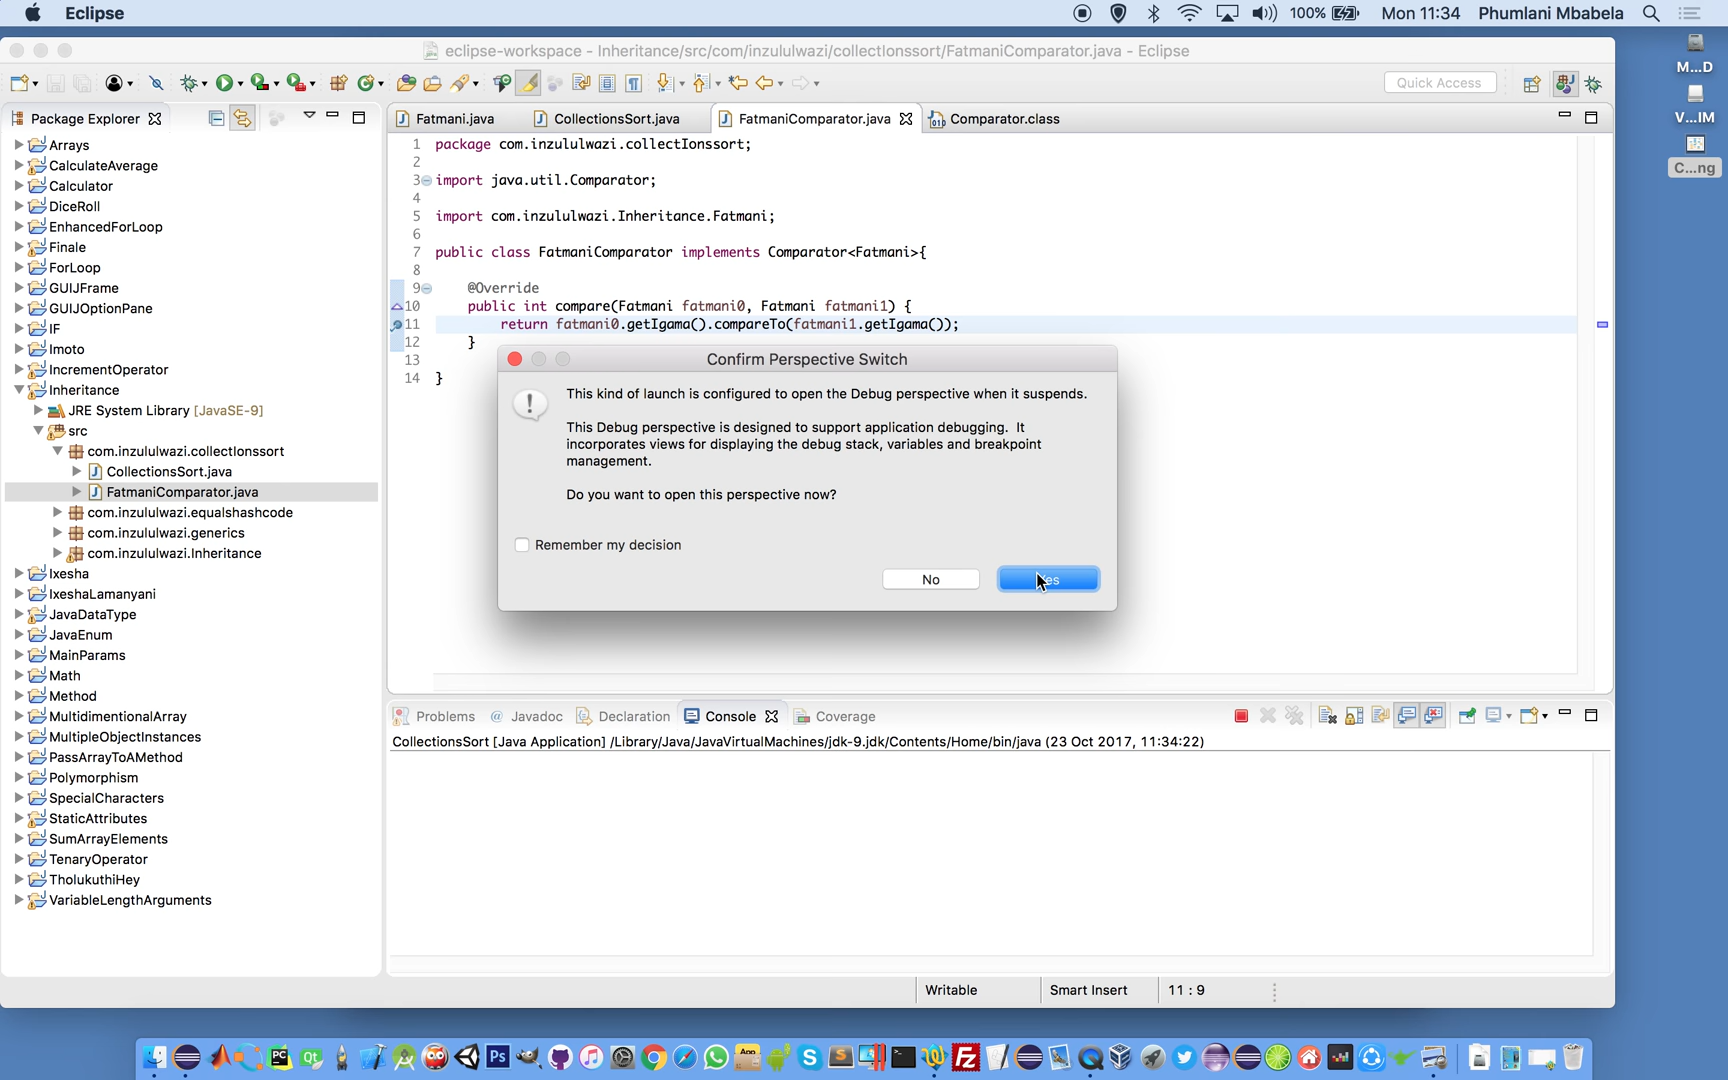 Eclipse
100%
Mon 11:34
Phumlani Mbabela
eclipse-workspace - Inheritance/src/com/inzululwazi/collectIonssort/FatmaniComparator.java - Eclipse
M...D
V...IM
C...ng
Quick Access
Package Explorer
Fatmani.java
CollectionsSort.java
FatmaniComparator.java
Comparator.class
Arrays
CalculateAverage
Calculator
DiceRoll
EnhancedForLoop
Finale
ForLoop
GUIJFrame
GUIJOptionPane
IF
Imoto
IncrementOperator
Inheritance
JRE System Library [JavaSE-9]
src
com.inzululwazi.collectIonssort
CollectionsSort.java
FatmaniComparator.java
com.inzululwazi.equalshashcode
com.inzululwazi.generics
com.inzululwazi.Inheritance
Ixesha
IxeshaLamanyani
JavaDataType
JavaEnum
MainParams
Math
Method
MultidimentionalArray
MultipleObjectInstances
PassArrayToAMethod
Polymorphism
SpecialCharacters
StaticAttributes
SumArrayElements
TenaryOperator
TholukuthiHey
VariableLengthArguments
1 package com.inzululwazi.collectIonssort;
2
3 import java.util.Comparator;
4
5 import com.inzululwazi.Inheritance.Fatmani;
6
7 public class FatmaniComparator implements Comparator<Fatmani>{
8
9 @Override
10 public int compare(Fatmani fatmani0, Fatmani fatmani1) {
11 return fatmani0.getIgama().compareTo(fatmani1.getIgama());
12 }
13
14 }
Confirm Perspective Switch
This kind of launch is configured to open the Debug perspective when it suspends.
This Debug perspective is designed to support application debugging. It
incorporates views for displaying the debug stack, variables and breakpoint
management.
Do you want to open this perspective now?
Remember my decision
No
Problems
@ Javadoc
Declaration
Console
Coverage
CollectionsSort [Java Application] /Library/Java/JavaVirtualMachines/jdk-9.jdk/Contents/Home/bin/java (23 Oct 2017, 11:34:22)
Writable
Smart Insert
11 : 9
PC
Qt
Ps
App
S
Fz